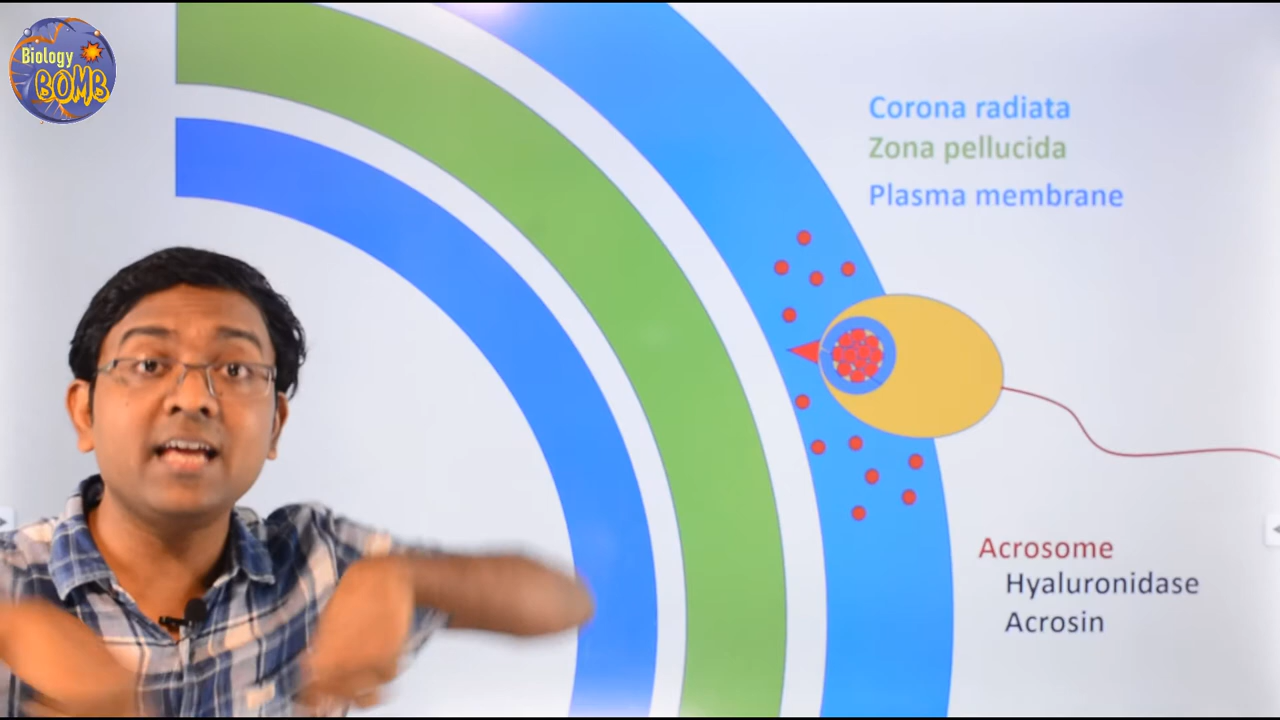 Biology
BOMB
Corona radiata
Zona pellucida
Plasma membrane
Acrosome
Hyaluronidase
Acrosin